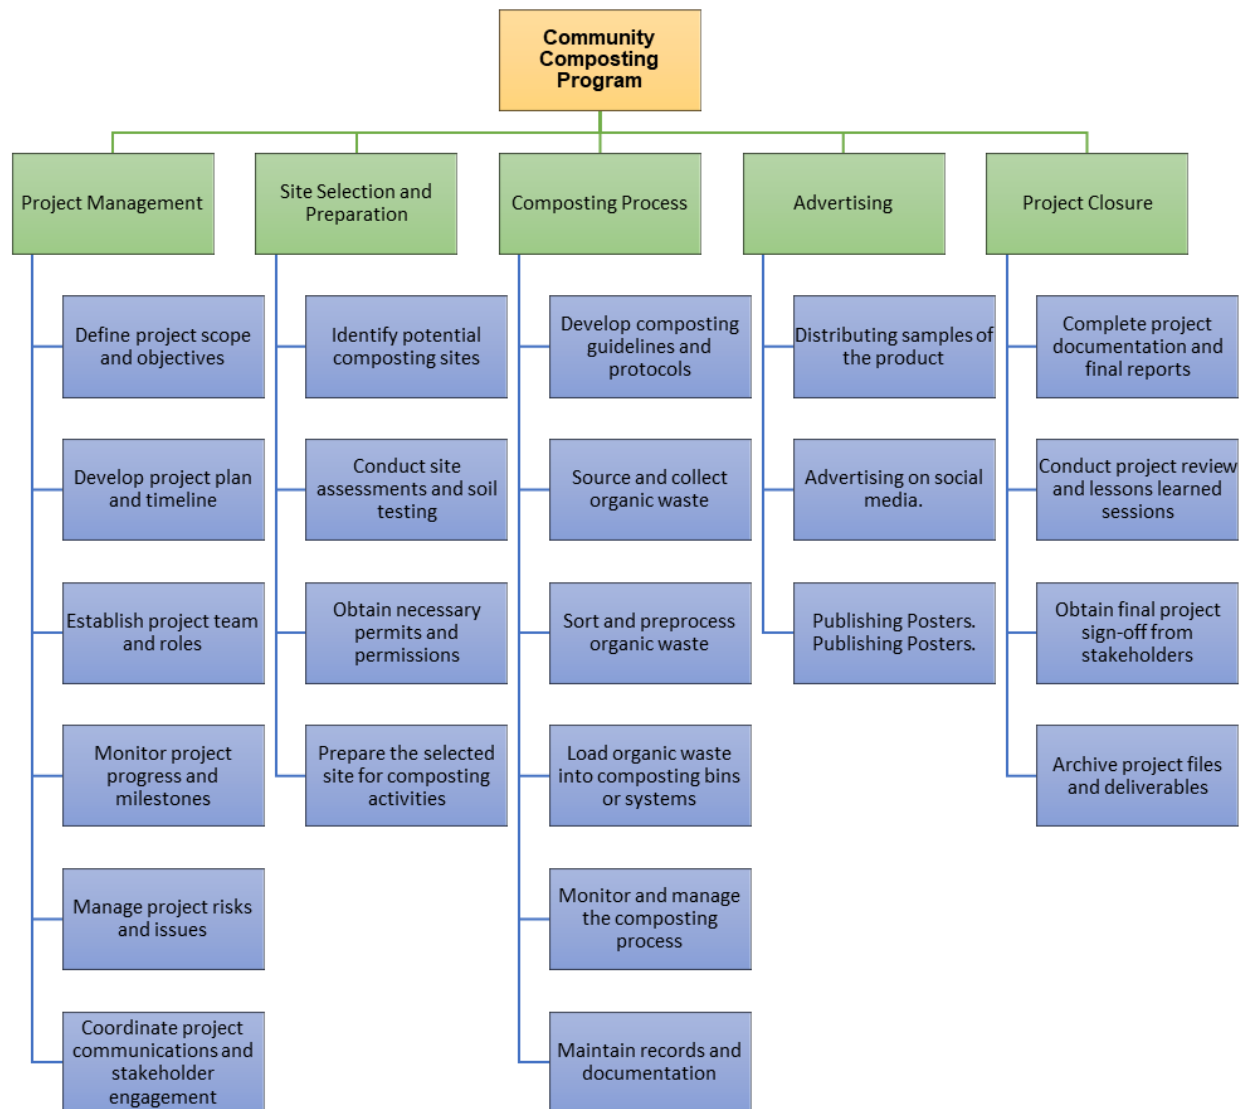 Community
Composting
Program
Project Management
Site Selection and
Preparation
Composting Process
Advertising
Project Closure
Define project scope
and objectives
Develop project plan
and timeline
Establish project team
and roles
Monitor project
progress and
milestones
Manage project risks
and issues
Coordinate project
communications and
stakeholder
engagement
Identify potential
composting sites
Conduct site
assessments and soil
testing
Obtain necessary
permits and
permissions
Prepare the selected
site for composting
activities
Develop composting
guidelines and
protocols
Source and collect
organic waste
Sort and preprocess
organic waste
Load organic waste
into composting bins
or systems
Monitor and manage
the composting
process
Maintain records and
documentation
Distributing samples of
the product
Advertising on social
media.
Publishing Posters.
Publishing Posters.
Complete project
documentation and
final reports
Conduct project review
and lessons learned
sessions
Obtain final project
sign-off from
stakeholders
Archive project files
and deliverables